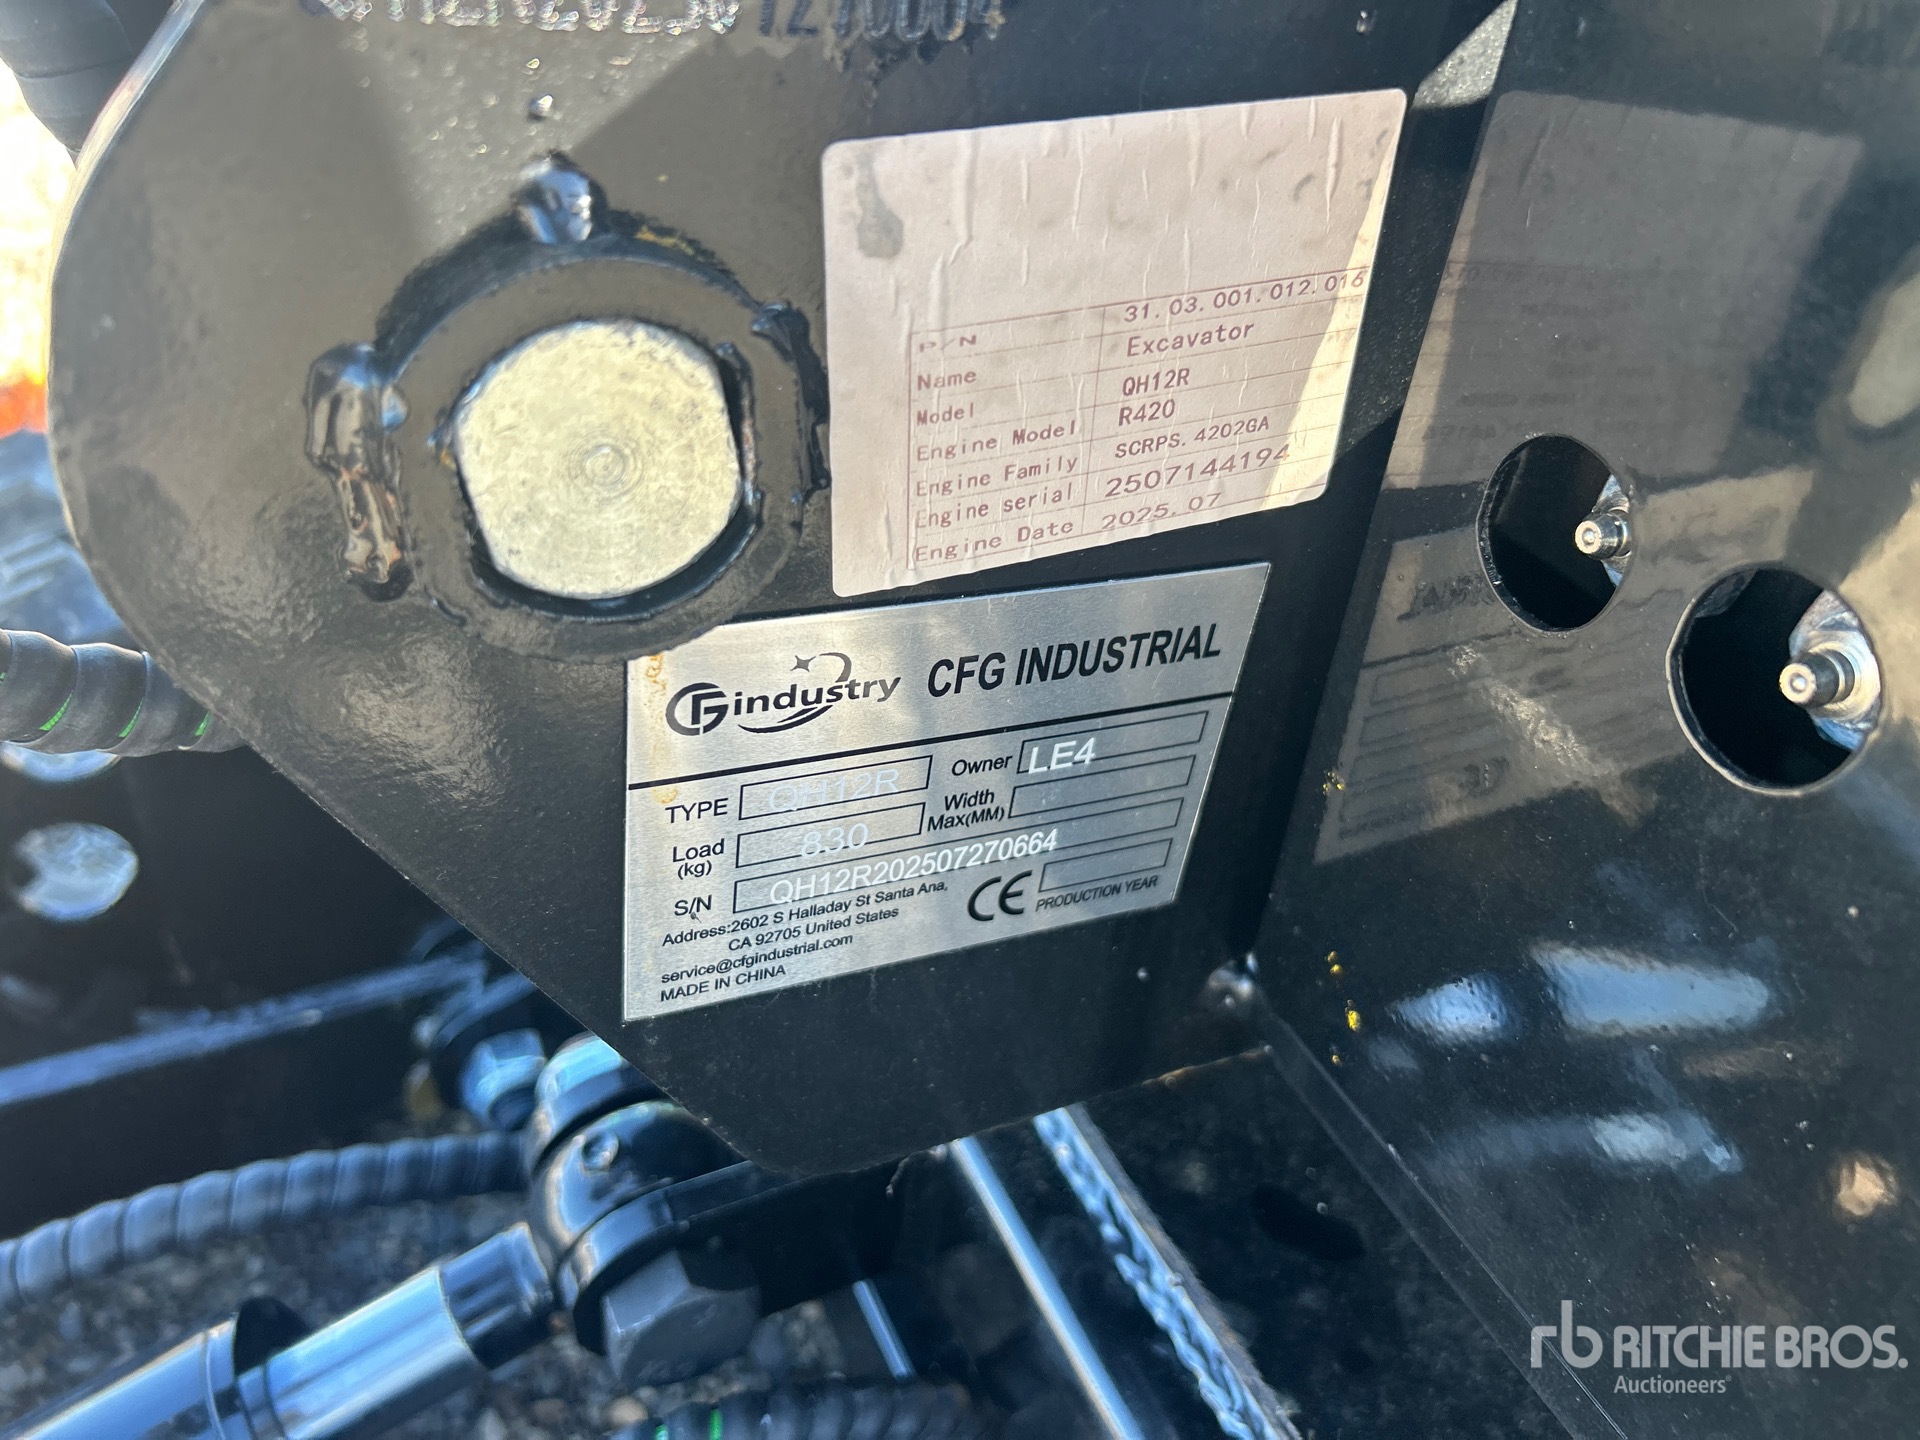 P/N 31.03.001.012.016
Name Excavator
Model QH12R
Engine Model R420
Engine Family SCRPS.4202GA
Engine serial 2507144194
Engine Date 2025.07
CF industry CFG INDUSTRIAL
TYPE QH12R Owner LE4
Load (kg) 830 Width Max(MM)
S/N QH12R202507270664
Address:2602 S Halladay St Santa Ana,
CA 92705 United States
CE PRODUCTION YEAR
service@cfgindustrial.com
MADE IN CHINA
rb RITCHIE BROS.
Auctioneers